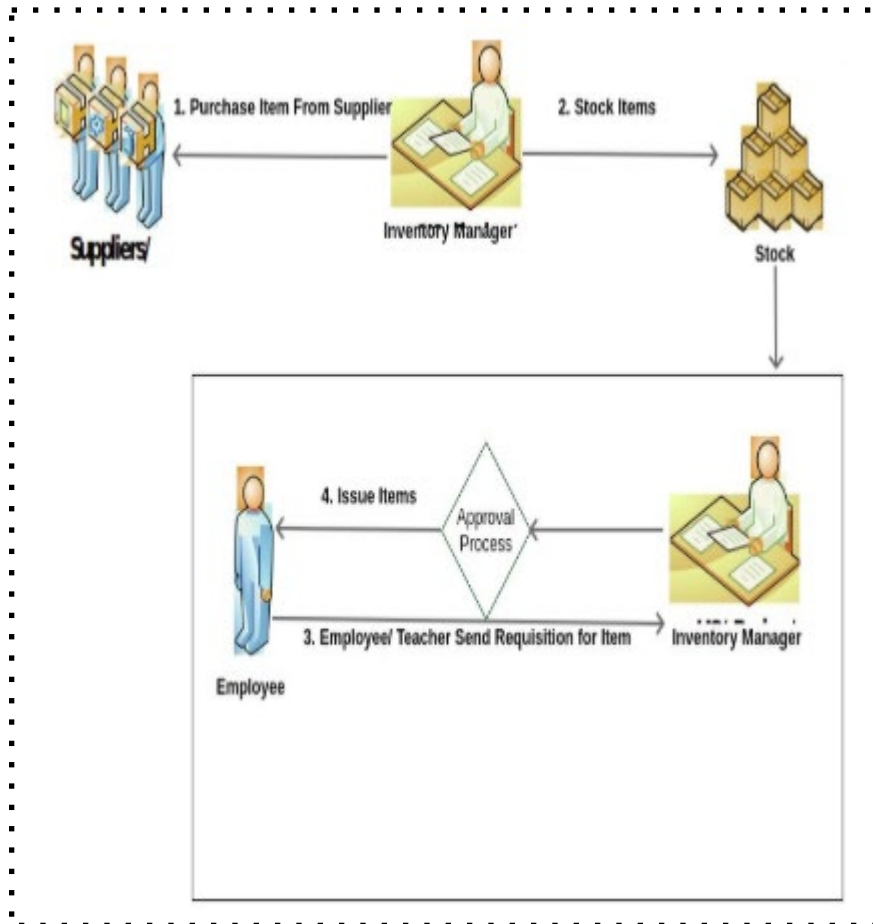 1. Purchase Item From Supplier
2. Stock Items
Suppliers/
Inventory Manager
Stock
4. Issue Items
Approval
Process
3. Employee/ Teacher Send Requisition for Item
Inventory Manager
Employee